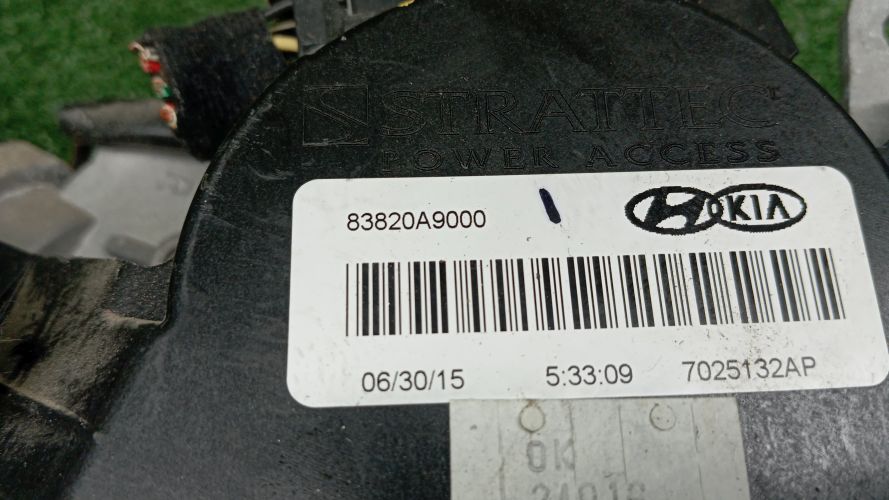 STRATTEC
POWER ACCESS
83820A9000
KIA
06/30/15 5:33:09 7025132AP
OK